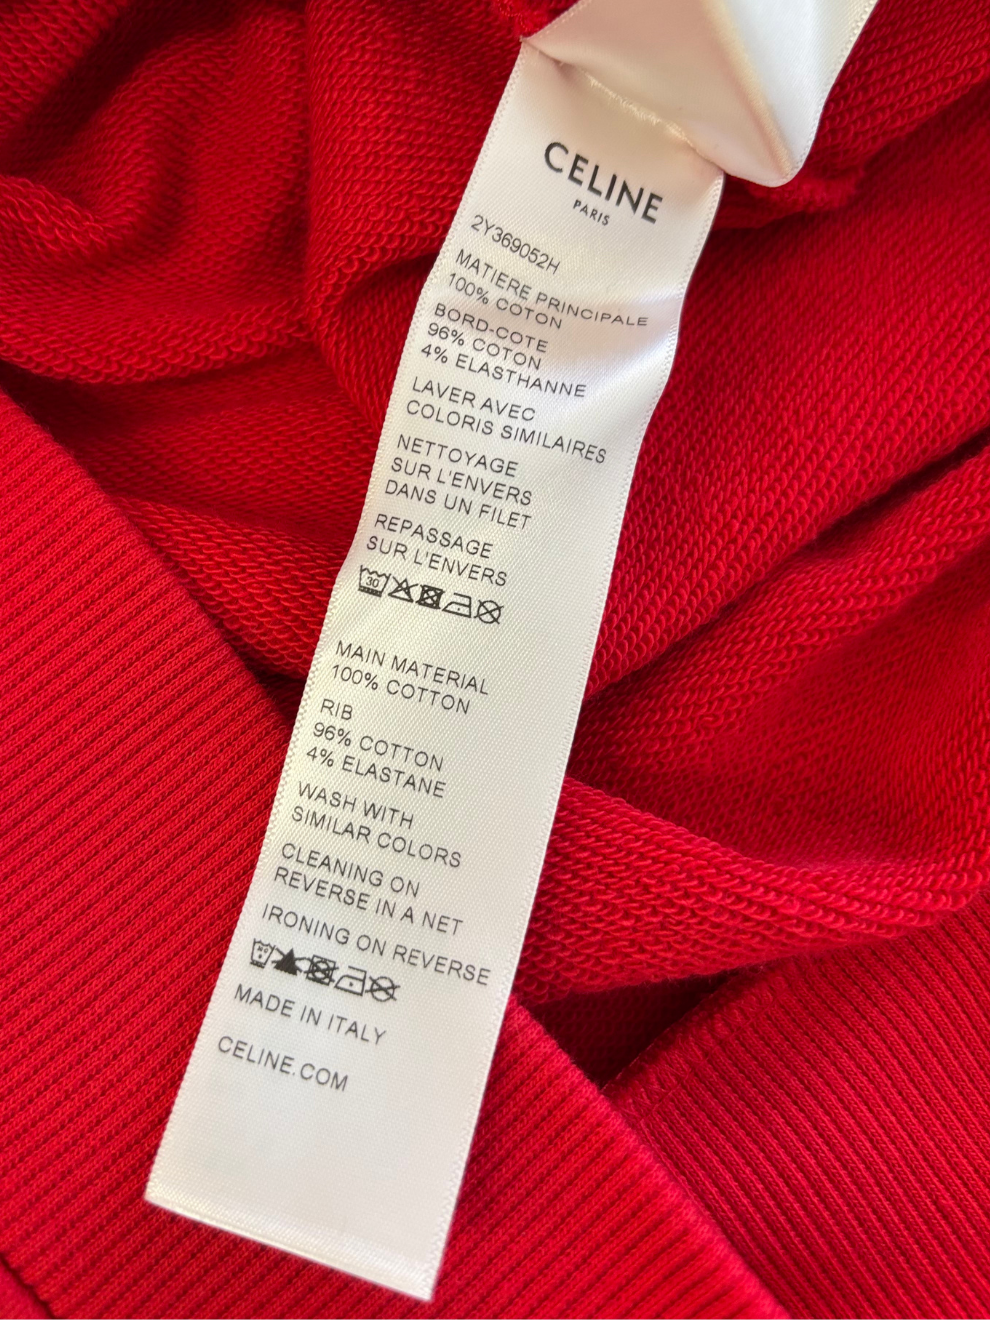 CELINE
PARIS
2Y369052H
MATIERE PRINCIPALE
100% COTON
BORD-COTE
96% COTON
4% ELASTHANNE
LAVER AVEC
COLORIS SIMILAIRES
NETTOYAGE
SUR L'ENVERS
DANS UN FILET
REPASSAGE
SUR L'ENVERS
30
MAIN MATERIAL
100% COTTON
RIB
96% COTTON
4% ELASTANE
WASH WITH
SIMILAR COLORS
CLEANING ON
REVERSE IN A NET
IRONING ON REVERSE
MADE IN ITALY
CELINE.COM